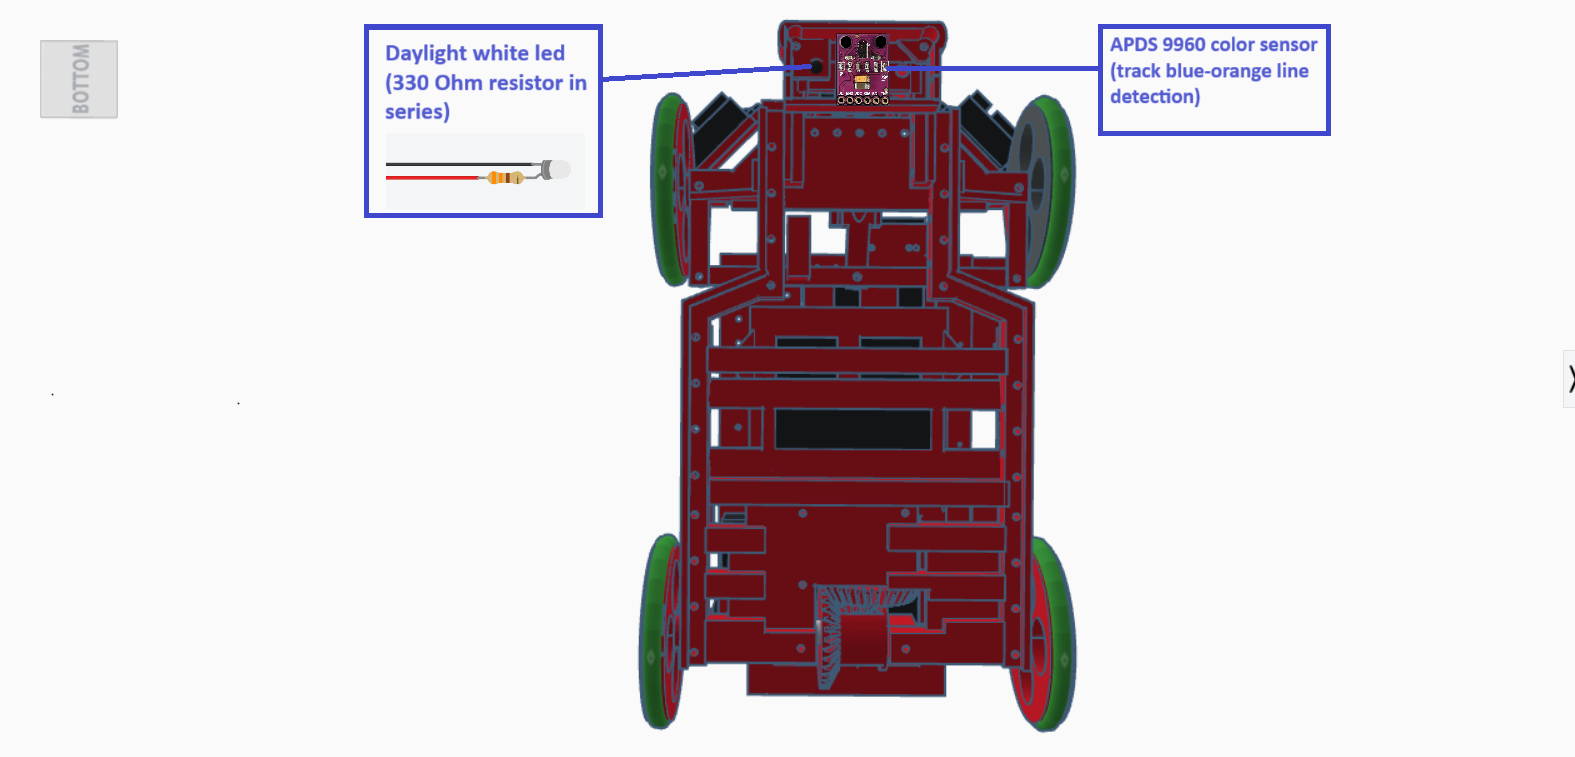 BOTTOM
Daylight white led
(330 Ohm resistor in
series)
APDS 9960 color sensor
(track blue-orange line
detection)